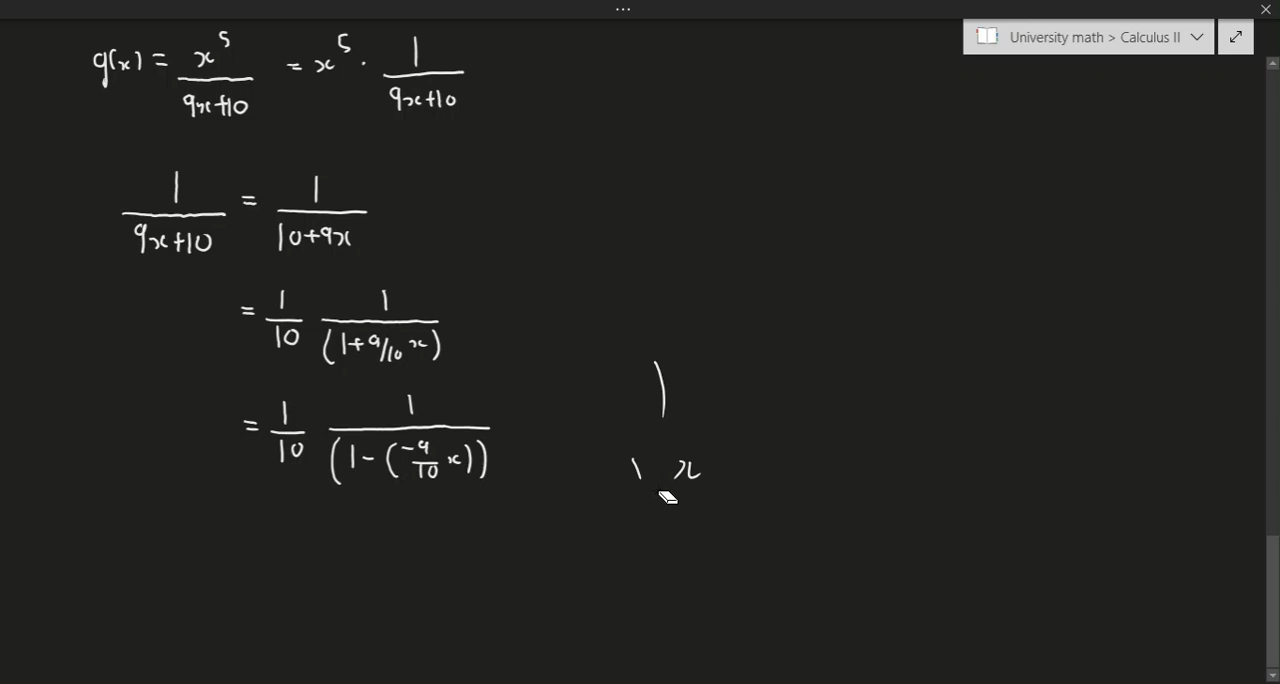 University math > Calculus II
g(x) = x^5/(9x+10) = x^5 · 1/(9x+10)
1/(9x+10) = 1/(10+9x)
= 1/10 1/(1+9/10 x)
= 1/10 1/(1-(-9/10 x))
1 x